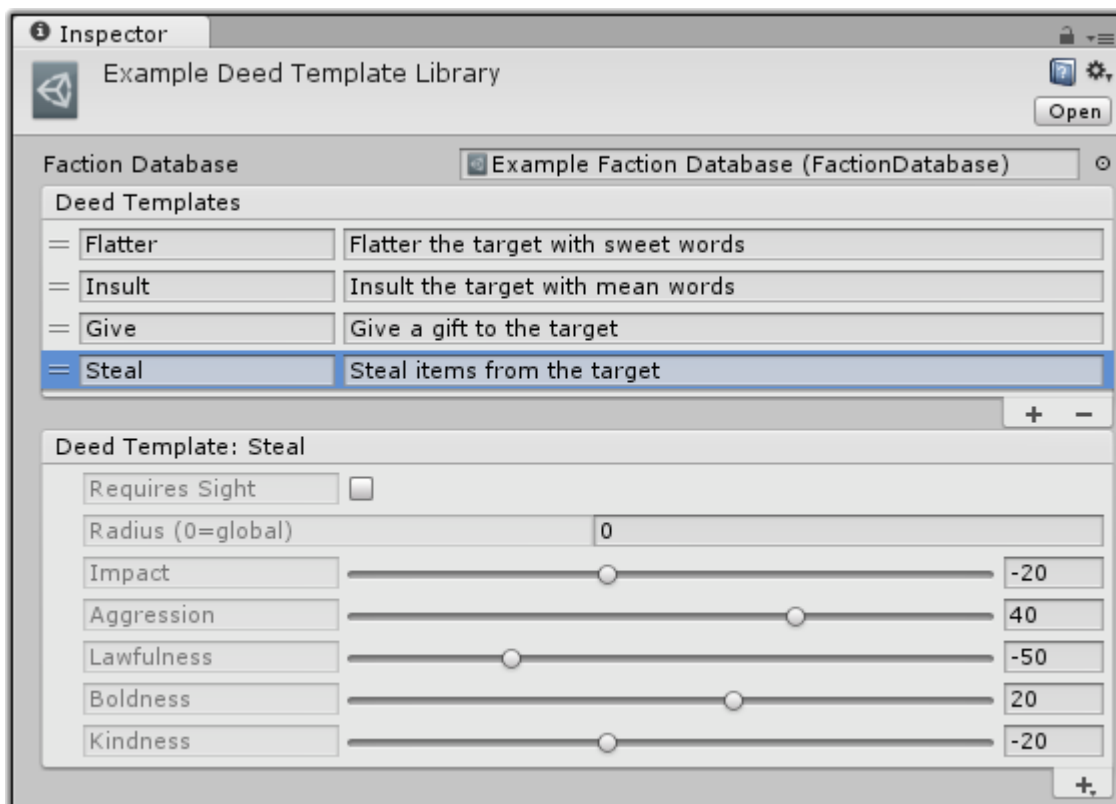 Inspector
Example Deed Template Library
Open
Faction Database Example Faction Database (FactionDatabase)
Deed Templates
Flatter Flatter the target with sweet words
Insult Insult the target with mean words
Give Give a gift to the target
Steal Steal items from the target
Deed Template: Steal
Requires Sight
Radius (0=global) 0
Impact -20
Aggression 40
Lawfulness -50
Boldness 20
Kindness -20